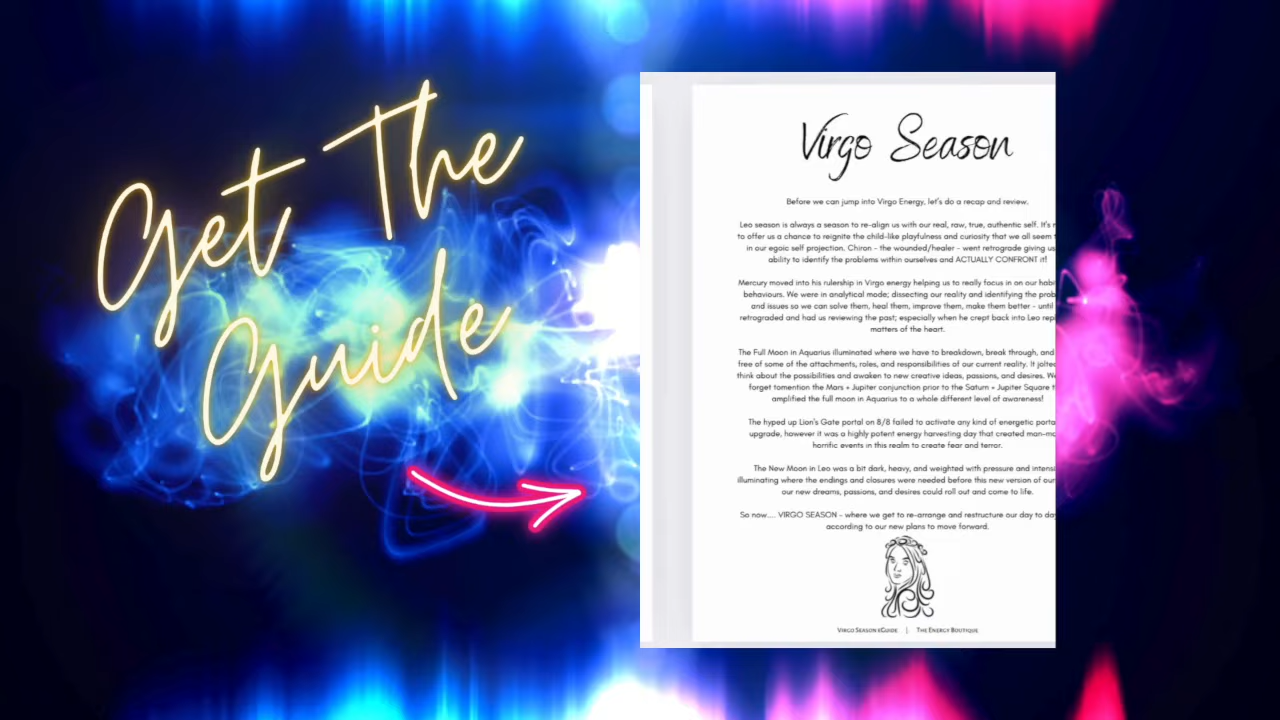 Get The
Guide
Virgo Season
Before we can jump into Virgo Energy, let's do a recap and review.
Leo season is always a season to re-align us with our real, raw, true, authentic self. It's
to offer us a chance to reignite the child-like playfulness and curiosity that we all seem
in our egoic self projection. Chiron - the wounded/healer - went retrograde giving us
ability to identify the problems within ourselves and ACTUALLY CONFRONT it!
Mercury moved into his rulership in Virgo energy helping us to really focus in on our
behaviours. We were in analytical mode; dissecting our reality and identifying the
and issues so we can solve them, heal them, improve them, make them better - until
retrograded and had us reviewing the past; especially when he crept back into Leo
matters of the heart.
The Full Moon in Aquarius illuminated where we have to breakdown, break through, and
free of some of the attachments, roles, and responsibilities of our current reality. It jolted
think about the possibilities and awaken to new creative ideas, passions, and desires.
forget tomention the Mars + Jupiter conjunction prior to the Saturn + Jupiter Square
amplified the full moon in Aquarius to a whole different level of awareness!
The hyped up Lion's Gate portal on 8/8 failed to activate any kind of energetic
upgrade, however it was a highly potent energy harvesting day that created
horrific events in this realm to create fear and terror.
The New Moon in Leo was a bit dark, heavy, and weighted with pressure and
illuminating where the endings and closures were needed before this new version of
our new dreams, passions, and desires could roll out and come to life.
So now..... VIRGO SEASON - where we get to re-arrange and restructure our day to
according to our new plans to move forward.
Virgo Season eGuide | The Energy Boutique